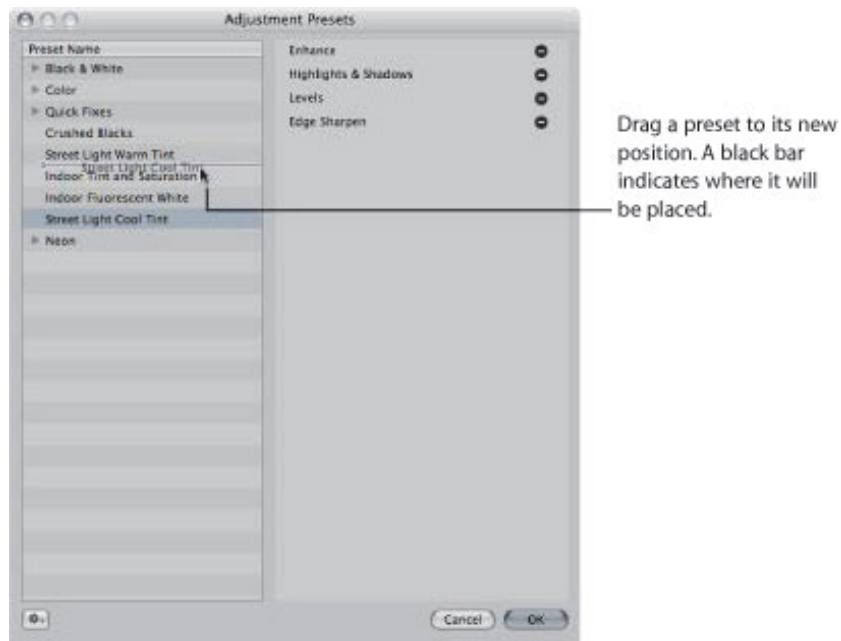 Adjustment Presets
Preset Name
Black & White
Color
Quick Fixes
Crushed Blacks
Street Light Warm Tint
Street Light Cool Tint
Indoor Tint and Saturation
Indoor Fluorescent White
Street Light Cool Tint
Neon
Enhance
Highlights & Shadows
Levels
Edge Sharpen
Drag a preset to its new
position. A black bar
indicates where it will
be placed.
Cancel
OK